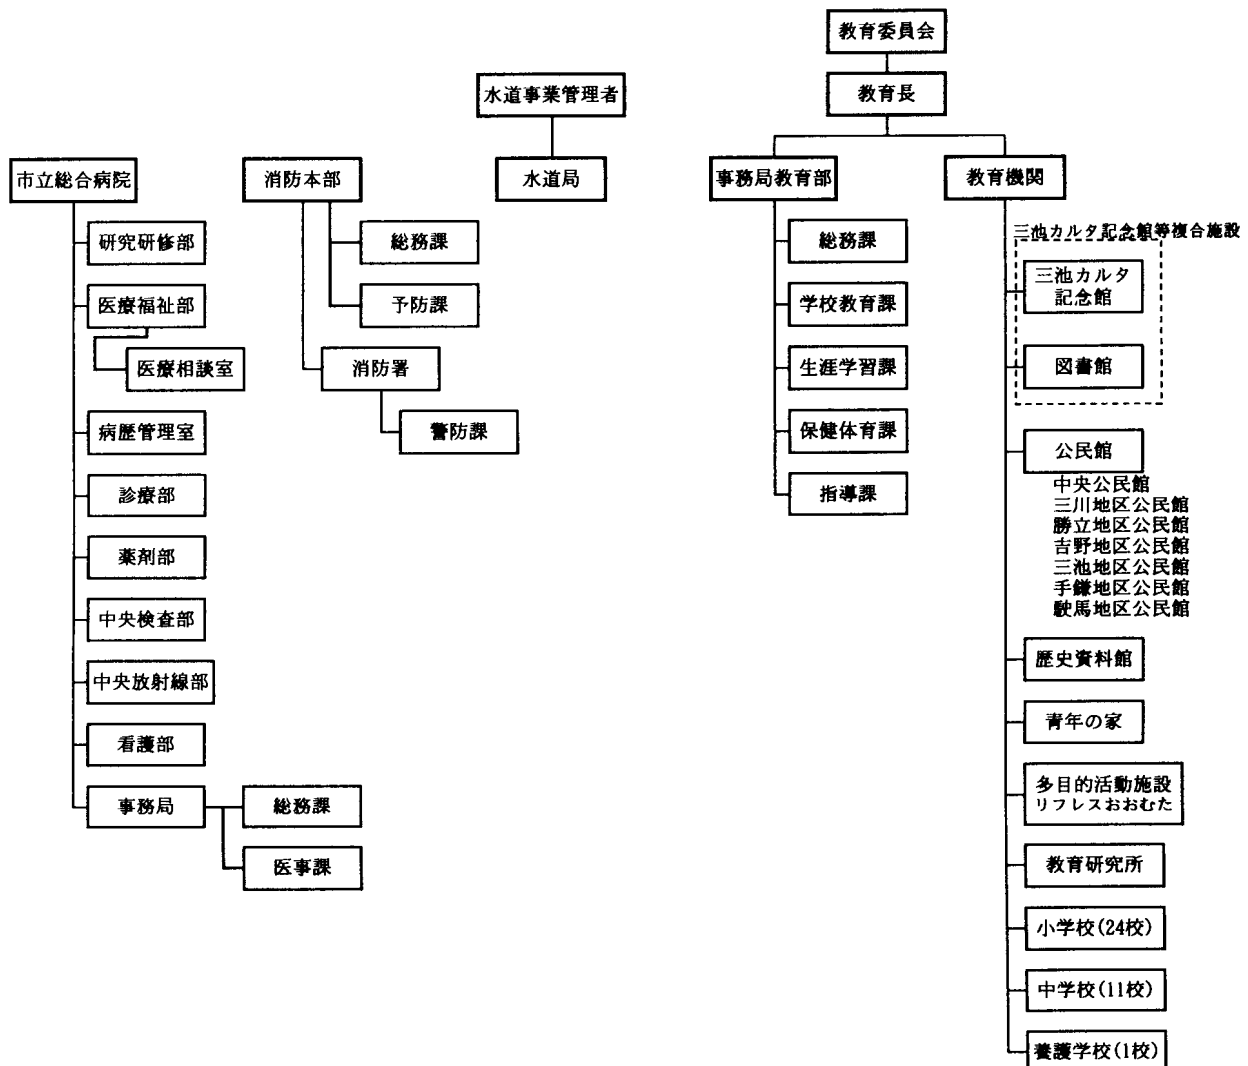 教育委員会
教育長
水道事業管理者
水道局
市立総合病院
研究研修部
医療福祉部
医療相談室
病歴管理室
診療部
薬剤部
中央検査部
中央放射線部
看護部
事務局
総務課
医事課
消防本部
総務課
予防課
消防署
警防課
事務局教育部
総務課
学校教育課
生涯学習課
保健体育課
指導課
教育機関
三池カルタ記念館等複合施設
三池カルタ
記念館
図書館
公民館
中央公民館
三川地区公民館
勝立地区公民館
吉野地区公民館
三池地区公民館
手鎌地区公民館
駛馬地区公民館
歴史資料館
青年の家
多目的活動施設
リフレスおおむた
教育研究所
小学校(24校)
中学校(11校)
養護学校(1校)